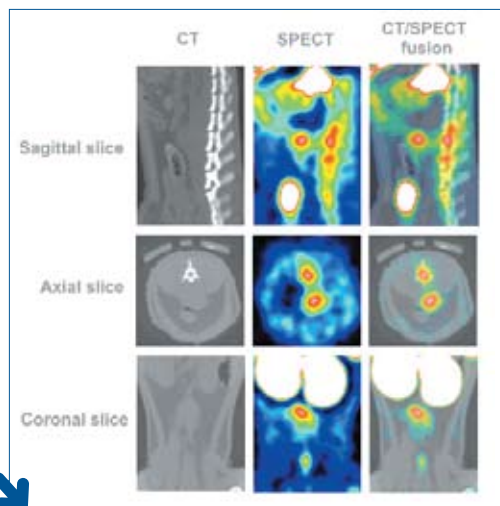 CT SPECT CT/SPECT
fusion
Sagittal slice
Axial slice
Coronal slice